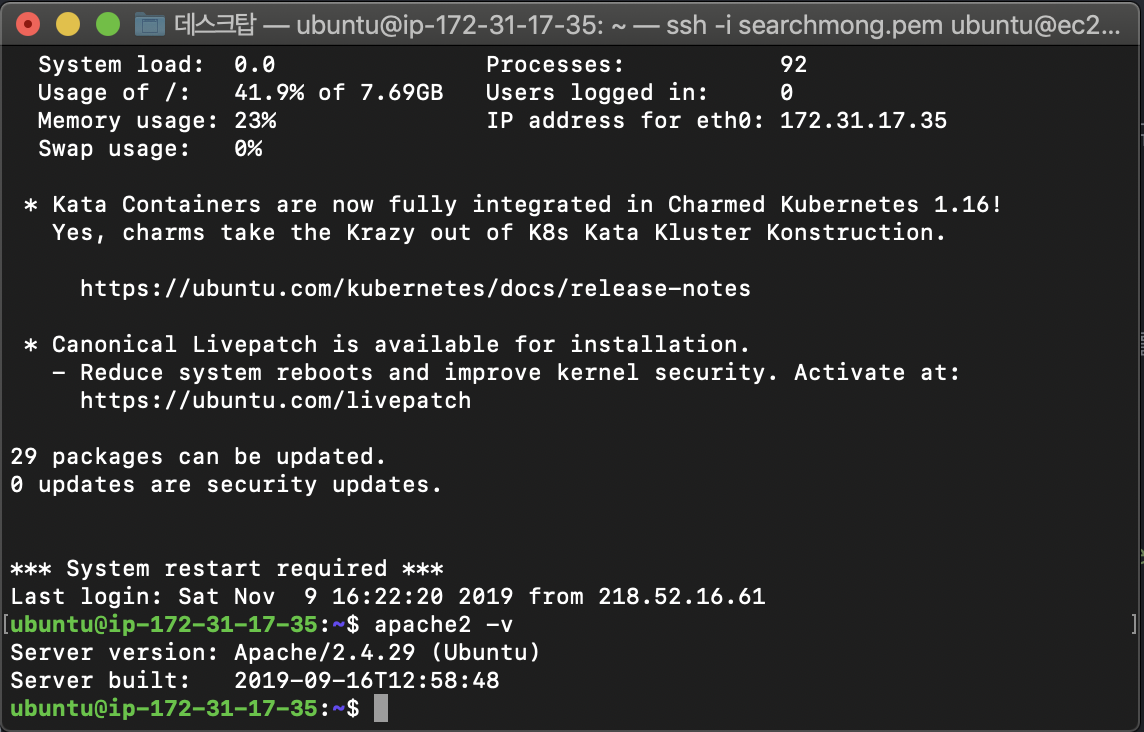 데스크탑 — ubuntu@ip-172-31-17-35: ~ — ssh -i searchmong.pem ubuntu@ec2...
System load:  0.0                Processes:           92
Usage of /:   41.9% of 7.69GB   Users logged in:     0
Memory usage: 23%               IP address for eth0: 172.31.17.35
Swap usage:   0%
* Kata Containers are now fully integrated in Charmed Kubernetes 1.16!
Yes, charms take the Krazy out of K8s Kata Kluster Konstruction.
https://ubuntu.com/kubernetes/docs/release-notes
* Canonical Livepatch is available for installation.
- Reduce system reboots and improve kernel security. Activate at:
https://ubuntu.com/livepatch
29 packages can be updated.
0 updates are security updates.
*** System restart required ***
Last login: Sat Nov  9 16:22:20 2019 from 218.52.16.61
[ubuntu@ip-172-31-17-35:~$ apache2 -v ]
Server version: Apache/2.4.29 (Ubuntu)
Server built:   2019-09-16T12:58:48
ubuntu@ip-172-31-17-35:~$